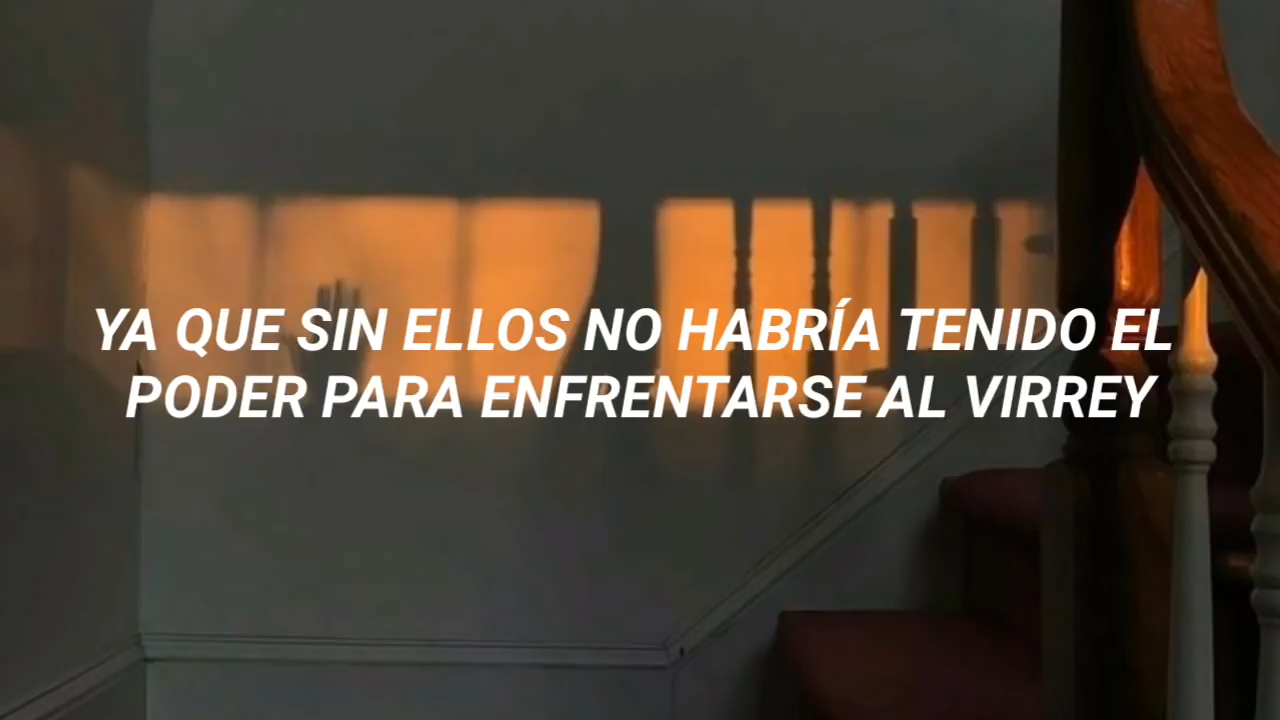 YA QUE SIN ELLOS NO HABRÍA TENIDO EL
PODER PARA ENFRENTARSE AL VIRREY